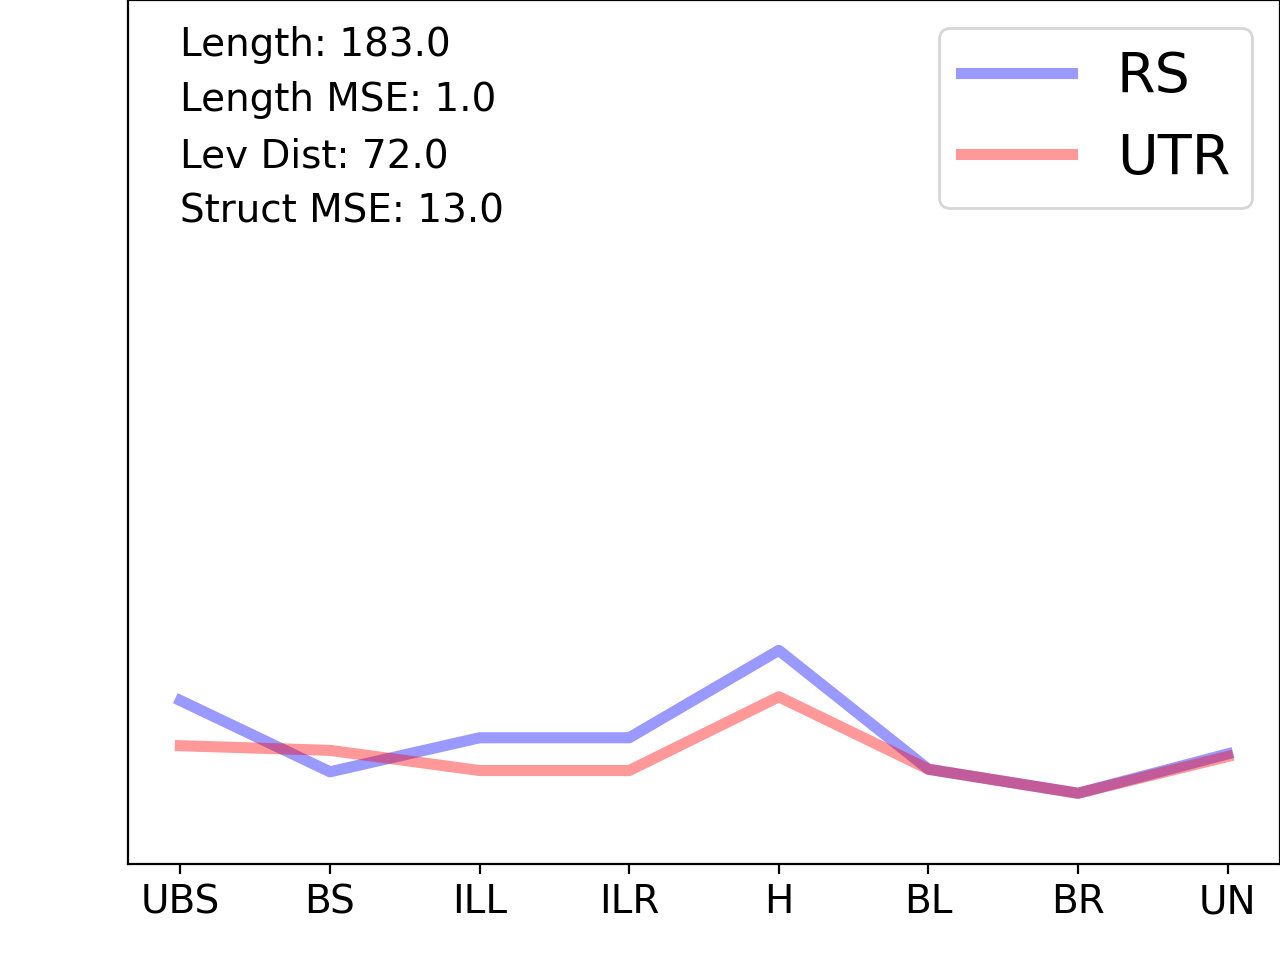 Length: 183.0
Length MSE: 1.0
Lev Dist: 72.0
Struct MSE: 13.0
RS
UTR
UBS BS ILL ILR H BL BR UN